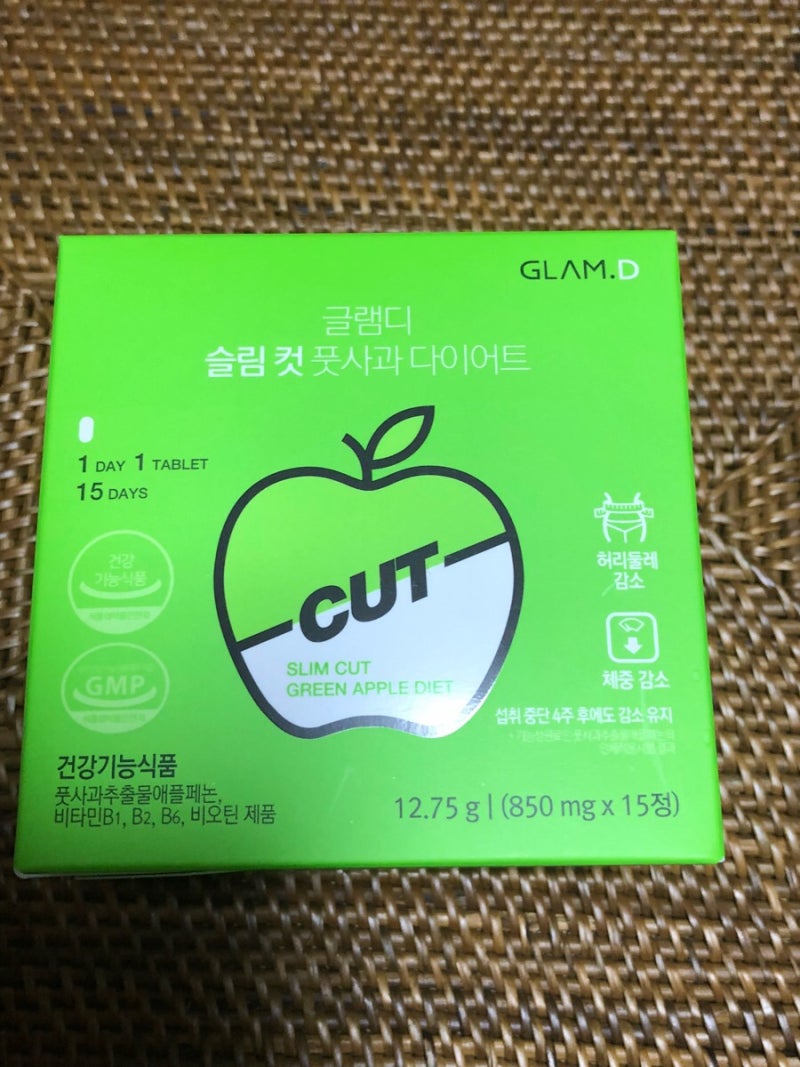 GLAM.D
글램디
슬림 컷 풋사과 다이어트
1 DAY 1 TABLET
15 DAYS
건강
기능식품
GMP
CUT
SLIM CUT
GREEN APPLE DIET
허리둘레
감소
체중 감소
섭취 중단 4주 후에도 감소 유지
건강기능식품
풋사과추출물애플페논,
비타민B1, B2, B6, 비오틴 제품
12.75 g | (850 mg x 15정)